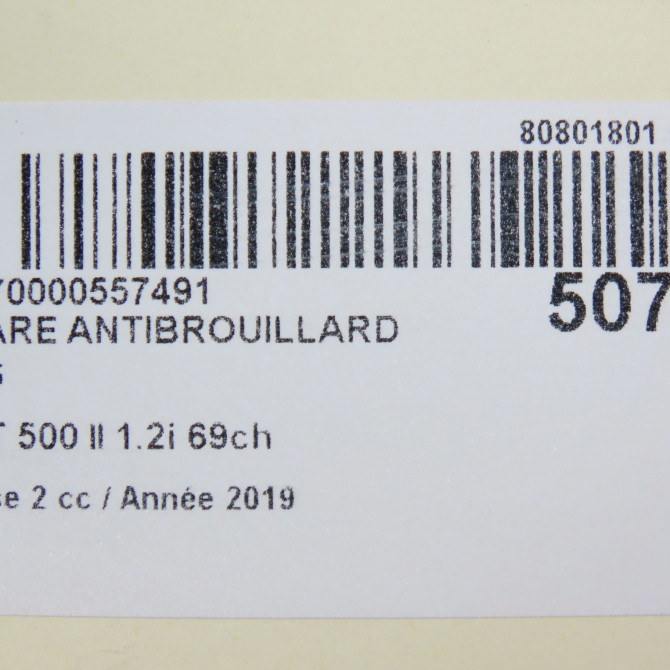 80801801
70000557491
507
ARE ANTIBROUILLARD
T 500 II 1.2i 69ch
se 2 cc / Année 2019